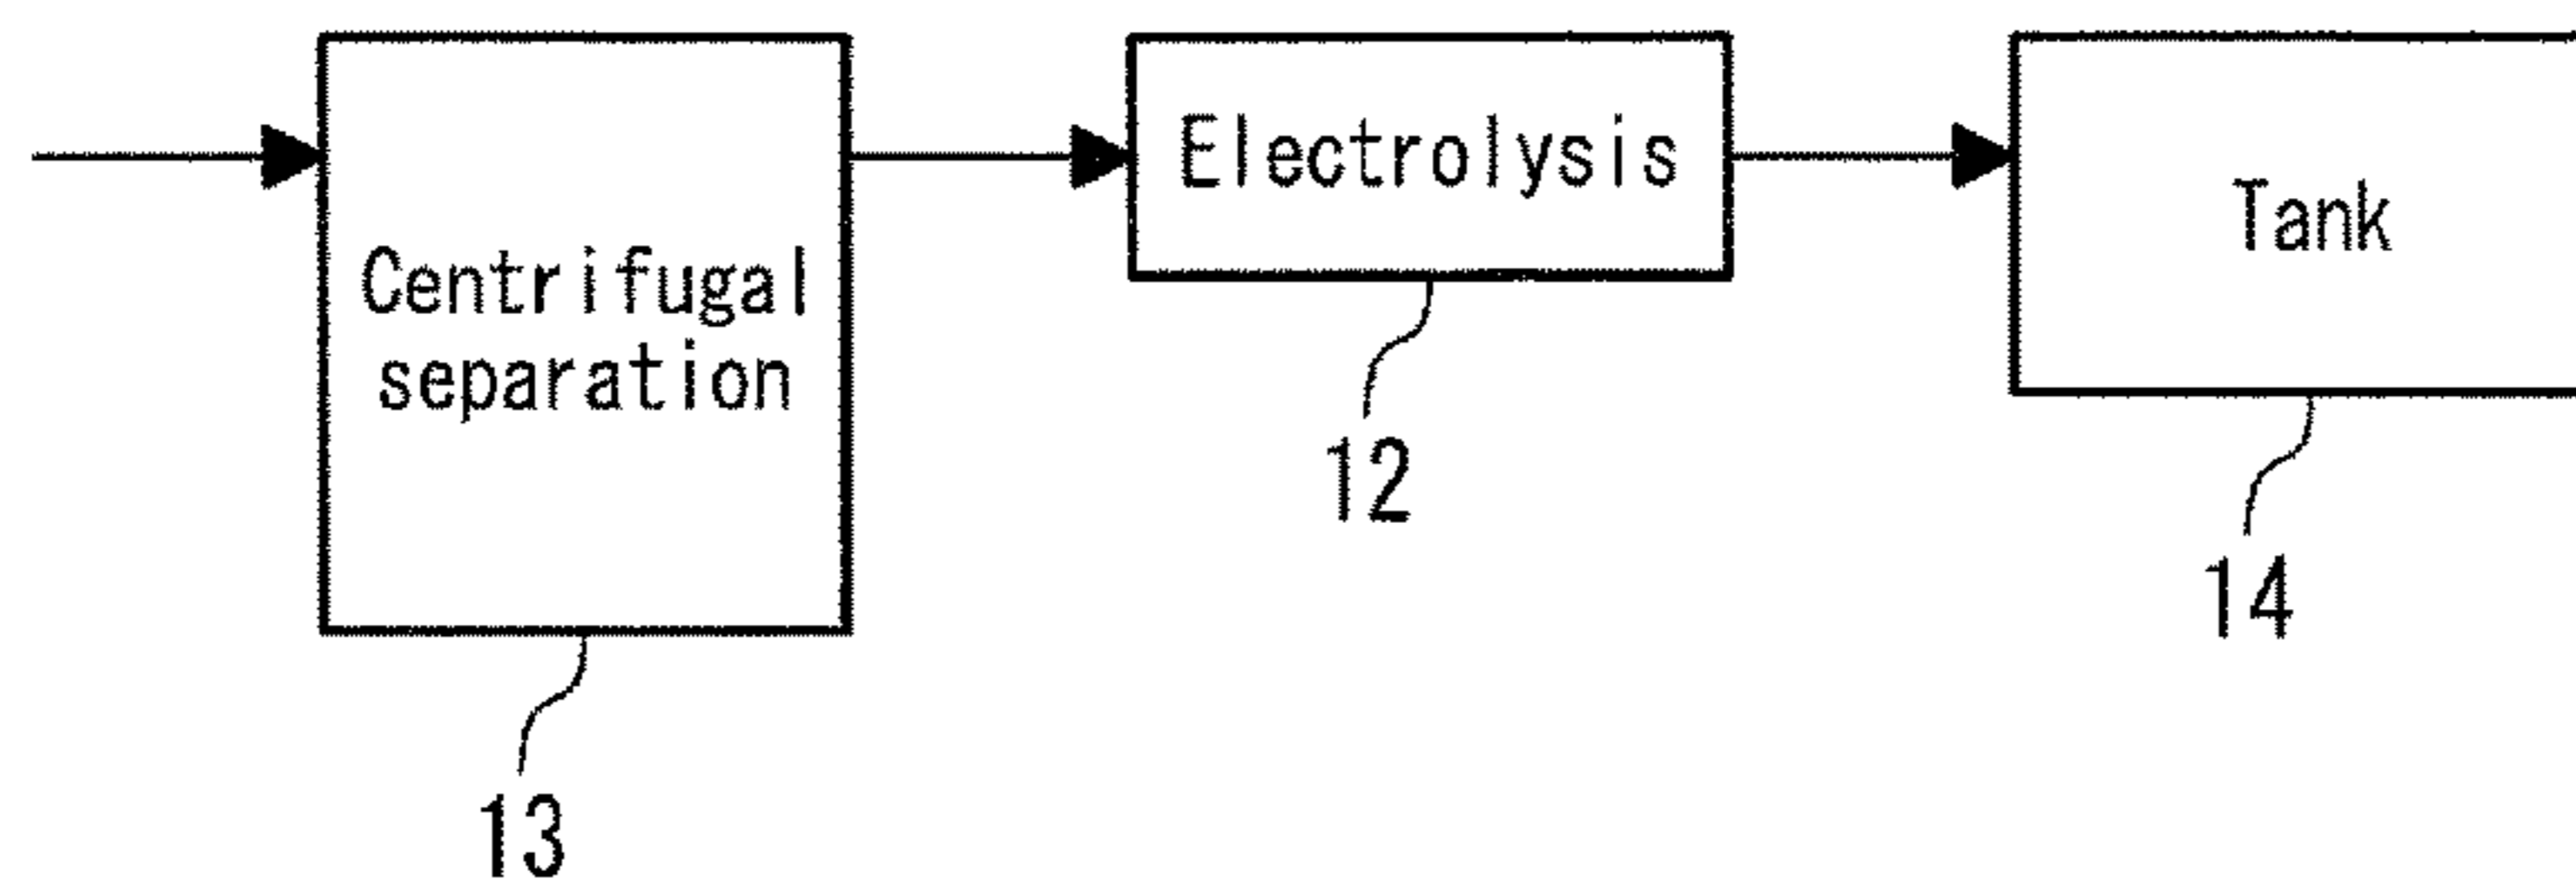 Centrifugal
separation
13
Electrolysis
12
Tank
14